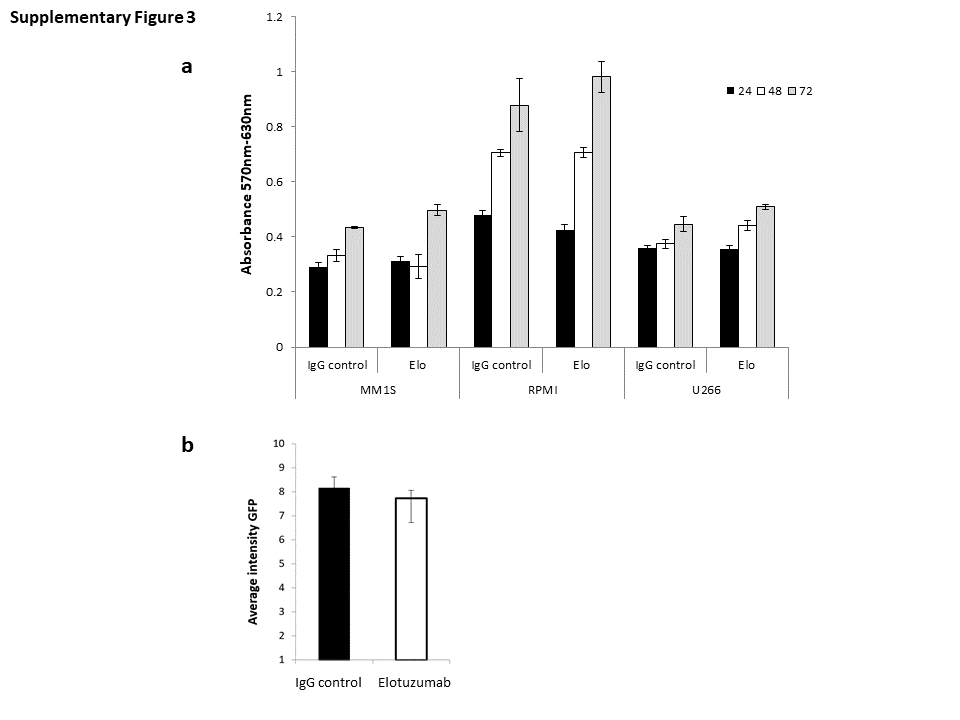 Supplementary Figure 3
a
1.2
1
0.8
0.6
0.4
0.2
0
Absorbance 570nm-630nm
24 48 72
IgG control Elo IgG control Elo IgG control Elo
MM1S RPMI U266
b
10
9
8
7
6
5
4
3
2
1
Average intensity GFP
IgG control Elotuzumab